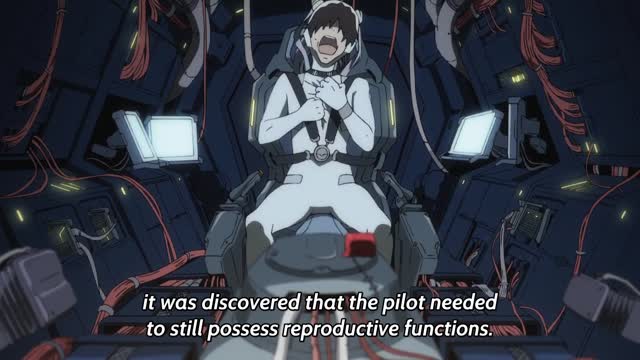 it was discovered that the pilot needed
to still possess reproductive functions.